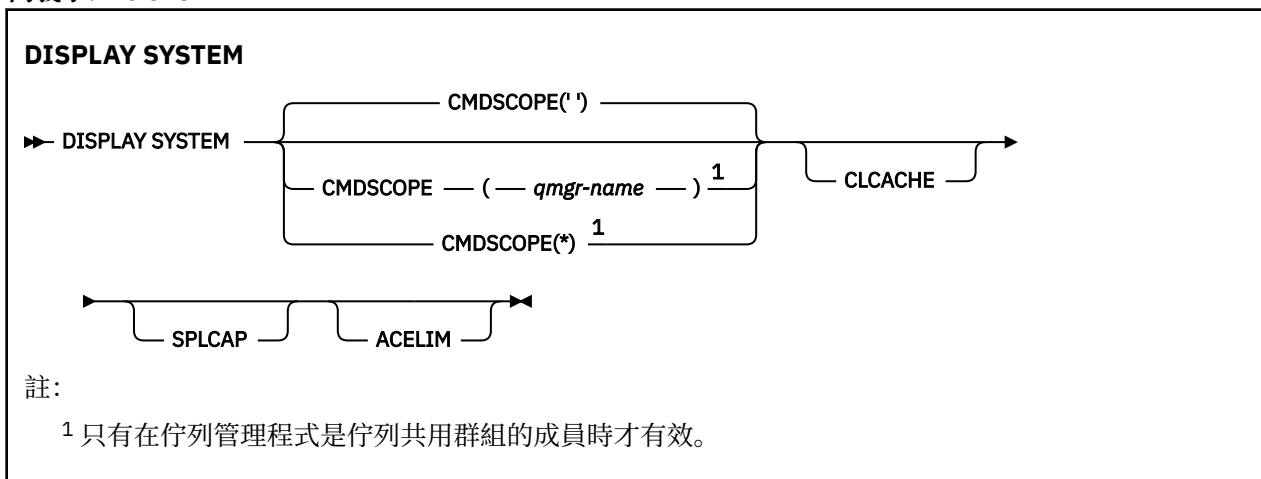 DISPLAY SYSTEM
CMDSCOPE(' ')
DISPLAY SYSTEM
CMDSCOPE ( qmgr-name ) 1
CLCACHE
CMDSCOPE(*) 1
SPLCAP
ACELIM
註：
1 只有在佇列管理程式是佇列共用群組的成員時才有效。